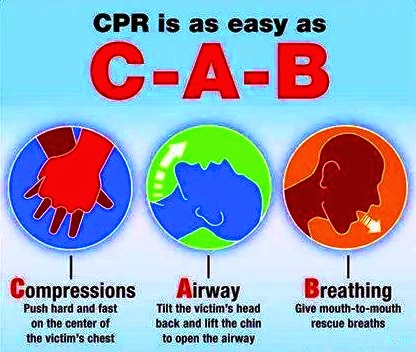 CPR is as easy as
C-A-B
Compressions
Push hard and fast
on the center of
the victim's chest
Airway
Tilt the victim's head
back and lift the chin
to open the airway
Breathing
Give mouth-to-mouth
rescue breaths